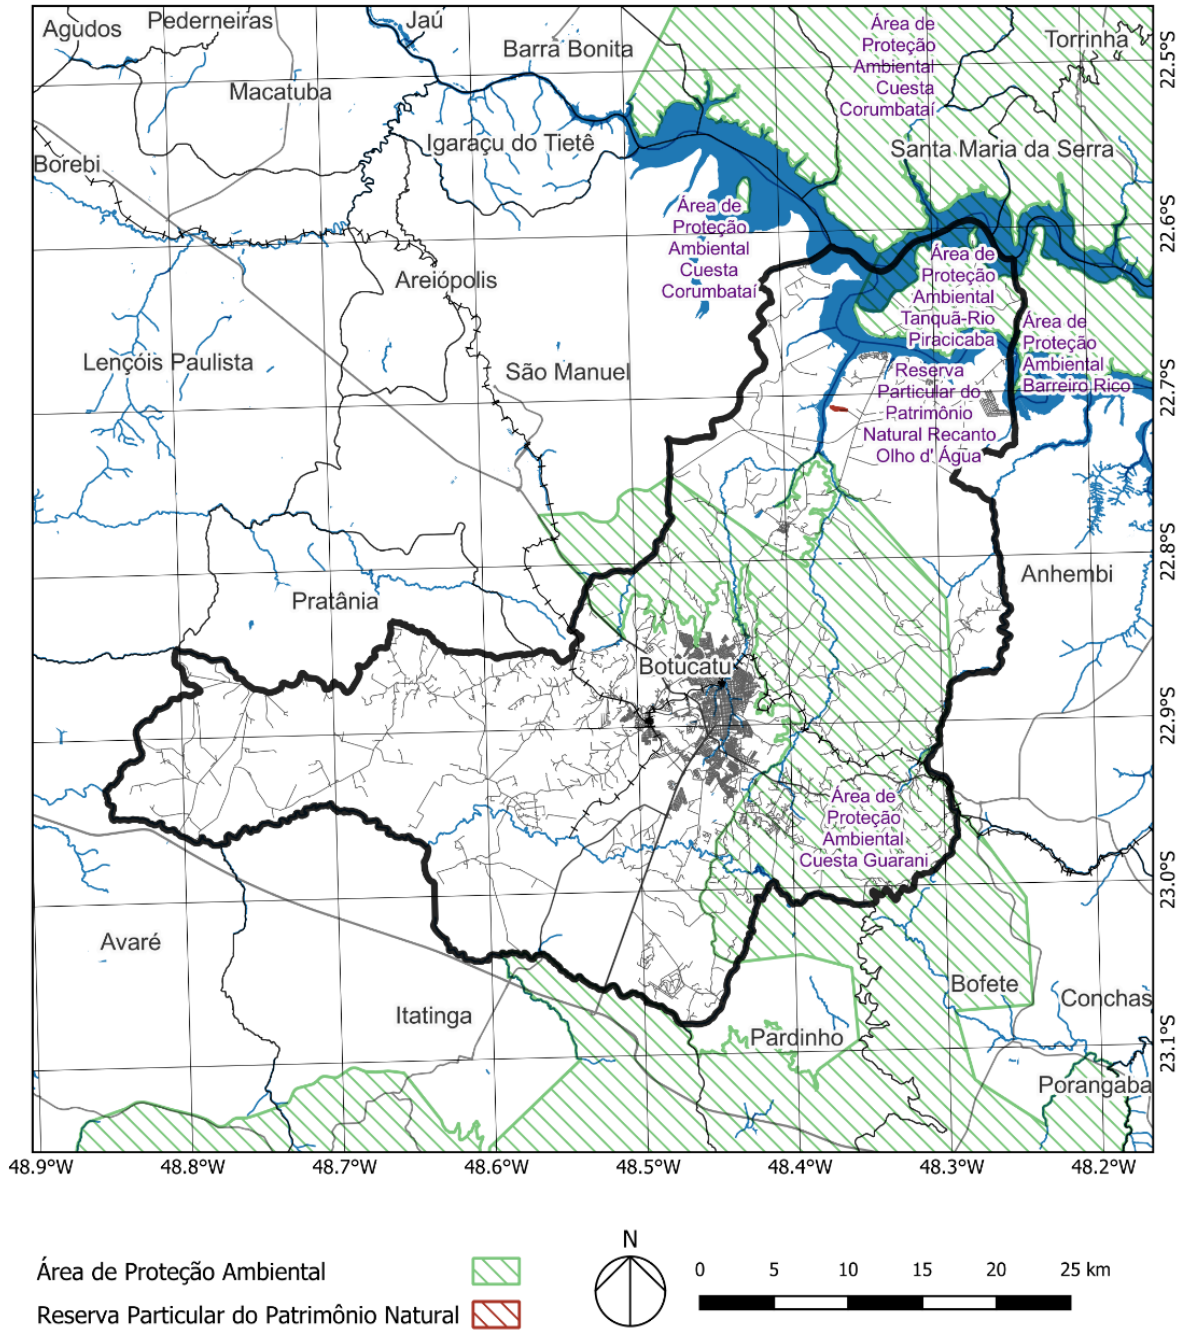 Agudos
Pederneiras
Jaú
Barra Bonita
Macatuba
Igaraçu do Tietê
Borebi
Área de
Proteção
Ambiental
Cuesta
Corumbataí
Torrinha
Santa Maria da Serra
Área de
Proteção
Ambiental
Cuesta
Corumbataí
Área de
Proteção
Ambiental
Tanquã-Rio
Piracicaba
Área de
Proteção
Ambiental
Barreiro Rico
Areiópolis
Lençóis Paulista
São Manuel
Reserva
Particular do
Patrimônio
Natural Recanto
Olho d' Água
Anhembi
Pratânia
Botucatu
Área de
Proteção
Ambiental
Cuesta Guarani
Avaré
Itatinga
Bofete
Conchas
Pardinho
Porangaba
22.5°S
22.6°S
22.7°S
22.8°S
22.9°S
23.0°S
23.1°S
48.9°W 48.8°W 48.7°W 48.6°W 48.5°W 48.4°W 48.3°W 48.2°W
Área de Proteção Ambiental
Reserva Particular do Patrimônio Natural
N
0 5 10 15 20 25 km